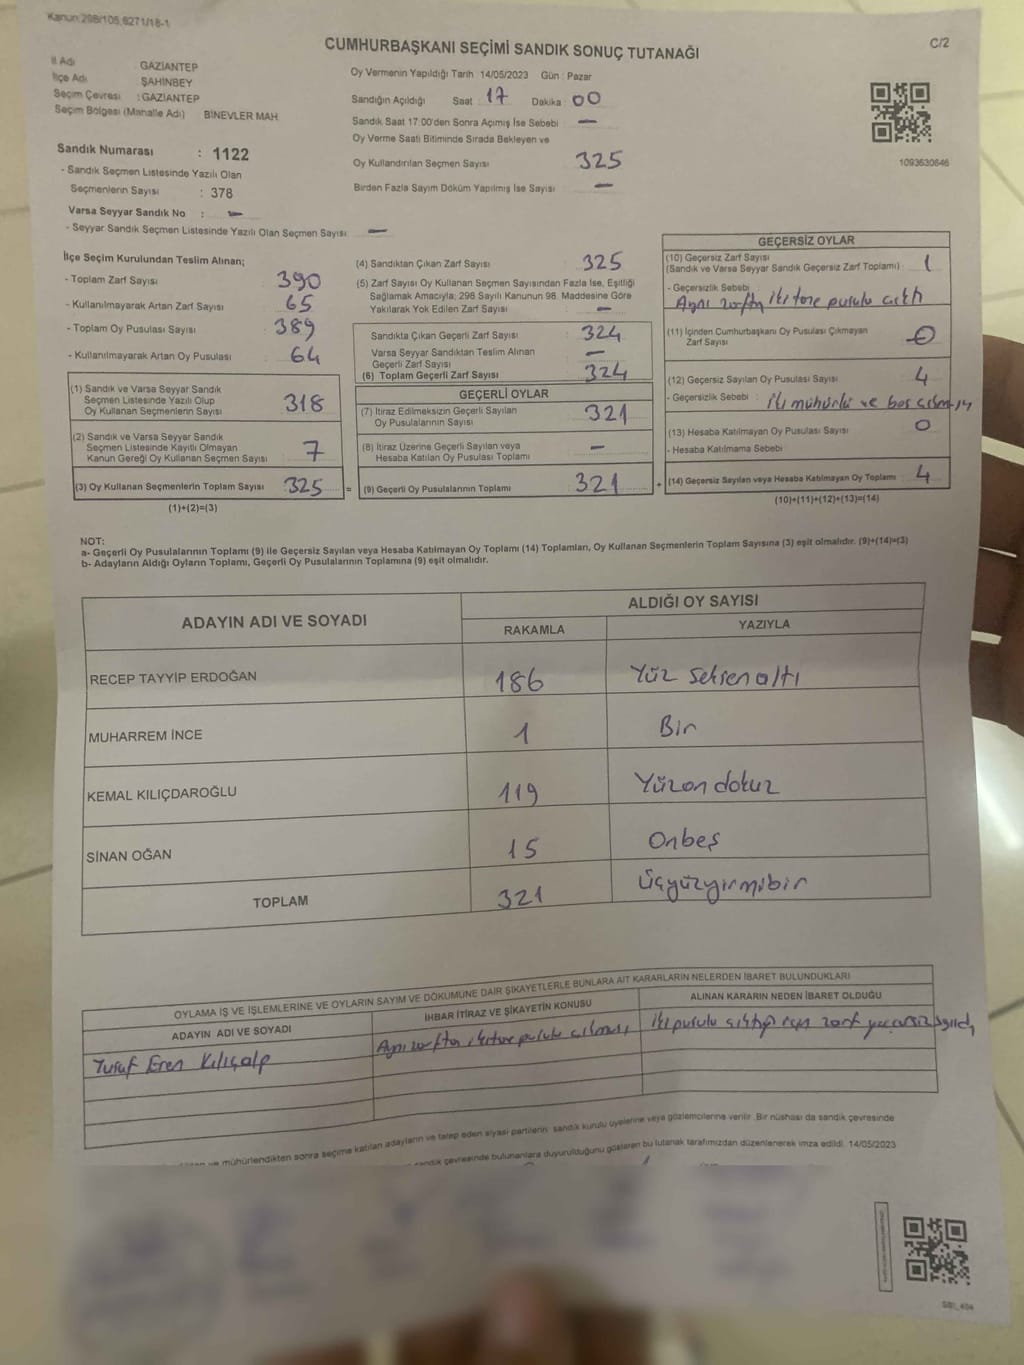 Kanun:298/106,6271/18-1
C/2
CUMHURBAŞKANI SEÇİMİ SANDIK SONUÇ TUTANAĞI
İl Adı : GAZİANTEP
İlçe Adı : ŞAHİNBEY
Seçim Çevresi : GAZİANTEP
Seçim Bölgesi (Mahalle Adı) BİNEVLER MAH.
Sandık Numarası : 1122
- Sandık Seçmen Listesinde Yazılı Olan
Seçmenlerin Sayısı : 378
Varsa Seyyar Sandık No : —
- Seyyar Sandık Seçmen Listesinde Yazılı Olan Seçmen Sayısı: —
Oy Vermenin Yapıldığı Tarih 14/05/2023 Gün : Pazar
Sandığın Açıldığı Saat 17 Dakika 00
Sandık Saat 17:00'den Sonra Açımış İse Sebebi : —
Oy Verme Saati Bitiminde Sırada Bekleyen ve
Oy Kullandırılan Seçmen Sayısı 325
Birden Fazla Sayım Döküm Yapılmış İse Sayısı : —
1093630646
İlçe Seçim Kurulundan Teslim Alınan;
- Toplam Zarf Sayısı : 390
- Kullanılmayarak Artan Zarf Sayısı : 65
- Toplam Oy Pusulası Sayısı : 389
- Kullanılmayarak Artan Oy Pusulası : 64
(1) Sandık ve Varsa Seyyar Sandık
Seçmen Listesinde Yazılı Olup
Oy Kullanan Seçmenlerin Sayısı : 318
(2) Sandık ve Varsa Seyyar Sandık
Seçmen Listesinde Kayıtlı Olmayan
Kanun Gereği Oy Kullanan Seçmen Sayısı : 7
(3) Oy Kullanan Seçmenlerin Toplam Sayısı : 325 =
(1)+(2)=(3)
(4) Sandıktan Çıkan Zarf Sayısı : 325
(5) Zarf Sayısı Oy Kullanan Seçmen Sayısından Fazla İse, Eşitliği
Sağlamak Amacıyla; 298 Sayılı Kanunun 98. Maddesine Göre
Yakılarak Yok Edilen Zarf Sayısı : —
Sandıkta Çıkan Geçerli Zarf Sayısı : 324
Varsa Seyyar Sandıktan Teslim Alınan
Geçerli Zarf Sayısı : —
(6) Toplam Geçerli Zarf Sayısı : 324
GEÇERLİ OYLAR
(7) İtiraz Edilmeksizin Geçerli Sayılan
Oy Pusulalarının Sayısı : 321
(8) İtiraz Üzerine Geçerli Sayılan veya
Hesaba Katılan Oy Pusulası Toplamı : —
(9) Geçerli Oy Pusulalarının Toplamı : 321 +
GEÇERSİZ OYLAR
(10) Geçersiz Zarf Sayısı
(Sandık ve Varsa Seyyar Sandık Geçersiz Zarf Toplamı) : 1
- Geçersizlik Sebebi :
Aynı zarfta iki tane pusula çıktı
(11) İçinden Cumhurbaşkanı Oy Pusulası Çıkmayan
Zarf Sayısı : 0
(12) Geçersiz Sayılan Oy Pusulası Sayısı : 4
- Geçersizlik Sebebi : iki mühürlü ve boş
(13) Hesaba Katılmayan Oy Pusulası Sayısı : 0
- Hesaba Katılmama Sebebi
(14) Geçersiz Sayılan veya Hesaba Katılmayan Oy Toplamı : 4
(10)+(11)+(12)+(13)=(14)
NOT:
a- Geçerli Oy Pusulalarının Toplamı (9) ile Geçersiz Sayılan veya Hesaba Katılmayan Oy Toplamı (14) Toplamları, Oy Kullanan Seçmenlerin Toplam Sayısına (3) eşit olmalıdır. (9)+(14)=(3)
b- Adayların Aldığı Oyların Toplamı, Geçerli Oy Pusulalarının Toplamına (9) eşit olmalıdır.
ADAYIN ADI VE SOYADI
ALDIĞI OY SAYISI
RAKAMLA YAZIYLA
RECEP TAYYİP ERDOĞAN 186 Yüz seksen altı
MUHARREM İNCE 1 Bir
KEMAL KILIÇDAROĞLU 119 Yüzon dokuz
SİNAN OĞAN 15 Onbeş
TOPLAM 321 Üçyüzyirmibir
OYLAMA İŞ VE İŞLEMLERİNE VE OYLARIN SAYIM VE DÖKÜMÜNE DAİR ŞİKAYETLERLE BUNLARA AİT KARARLARIN NELERDEN İBARET BULUNDUKLARI
ADAYIN ADI VE SOYADI İHBAR İTİRAZ VE ŞİKAYETİN KONUSU ALINAN KARARIN NEDEN İBARET OLDUĞU
Yusuf Eren Kılıçalp Aynı zarftan iki tane pusula çıkması İki pusula çıktığı için zarf geçersiz sayıldı
ve mühürlendikten sonra seçime katılan adayların ve talep eden siyasi partilerin sandık kurulu üyelerine veya gözlemcilerine verilir. Bir nüshası da sandık çevresinde
sandık çevresinde bulunanlara duyurulduğunu gösteren bu tutanak tarafımızdan düzenlenerek imza edildi. 14/05/2023